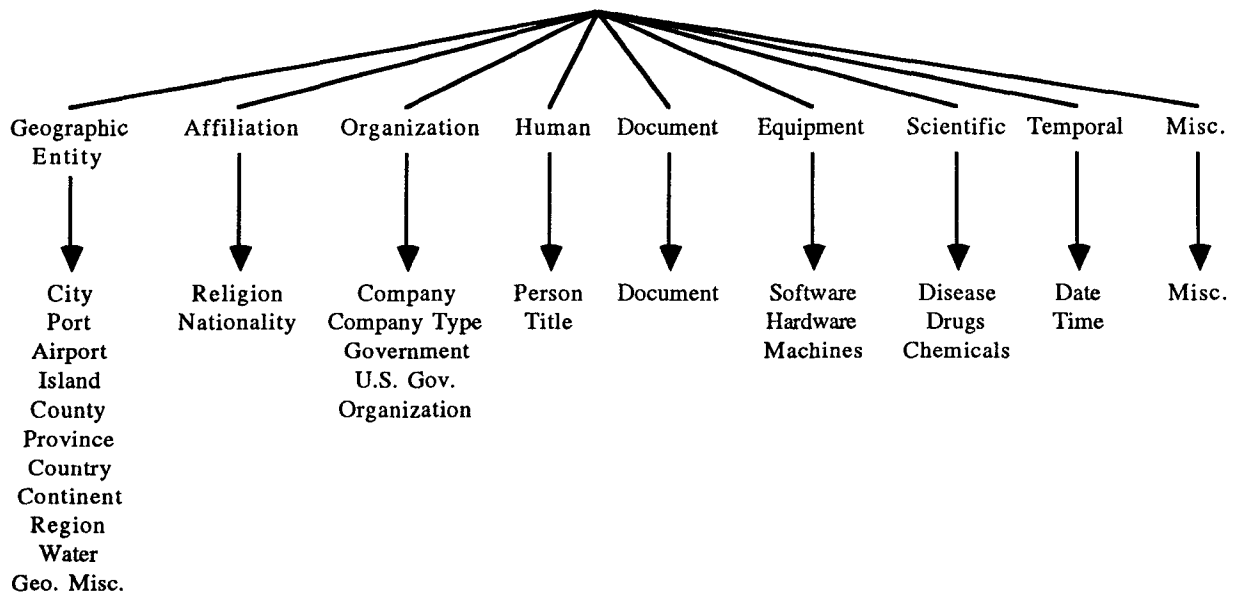 Geographic
Entity
Affiliation
Organization
Human
Document
Equipment
Scientific
Temporal
Misc.
City
Port
Airport
Island
County
Province
Country
Continent
Region
Water
Geo. Misc.
Religion
Nationality
Company
Company Type
Government
U.S. Gov.
Organization
Person
Title
Document
Software
Hardware
Machines
Disease
Drugs
Chemicals
Date
Time
Misc.